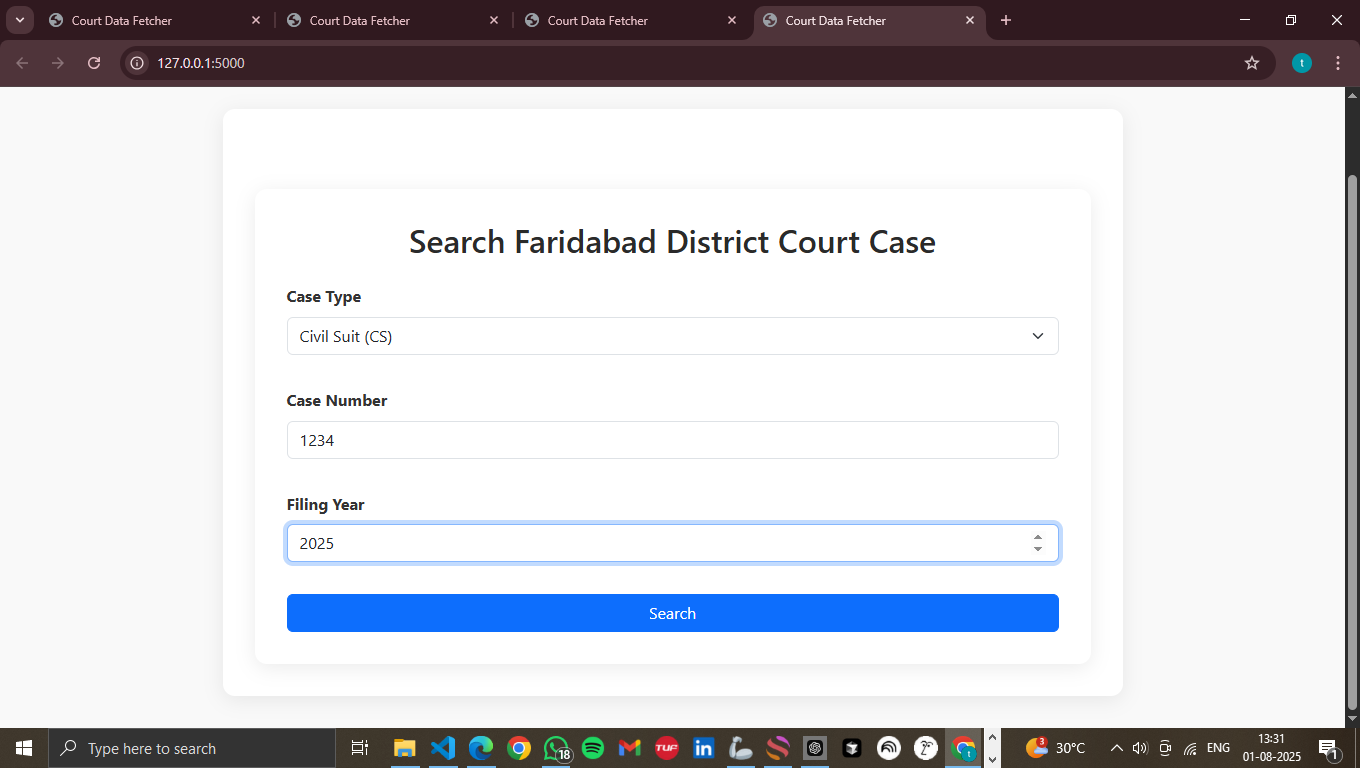 Court Data Fetcher
Court Data Fetcher
Court Data Fetcher
Court Data Fetcher
127.0.0.1:5000
t
Search Faridabad District Court Case
Case Type
Civil Suit (CS)
Case Number
1234
Filing Year
2025
Search
Type here to search
18
TUF
in
t
3
30°C
ENG
13:31
01-08-2025
1